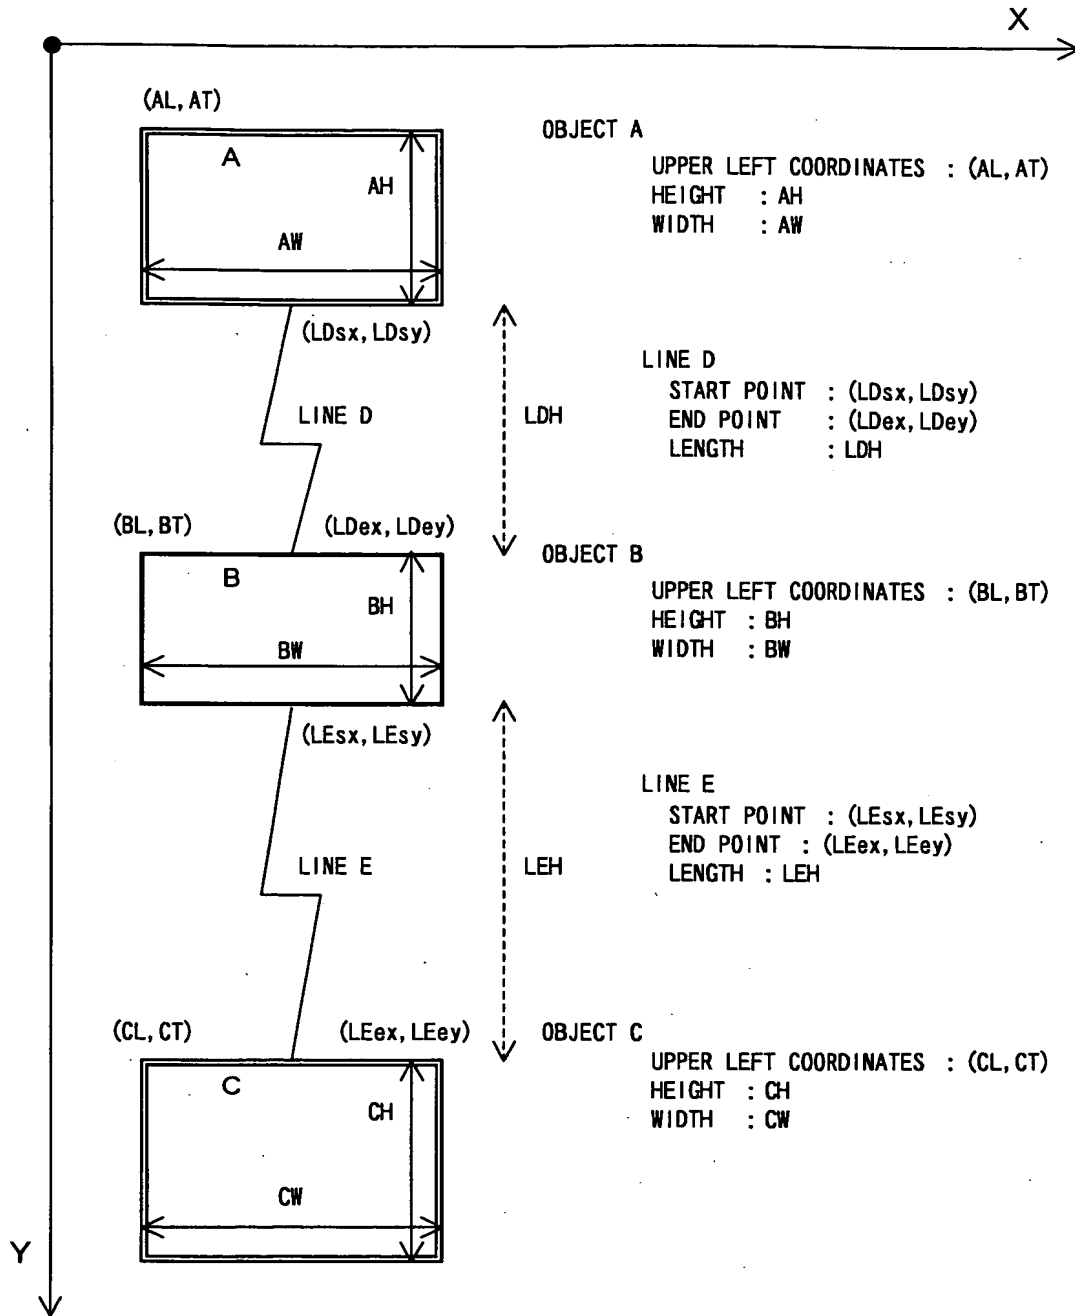 X
(AL, AT)
OBJECT A
A
UPPER LEFT COORDINATES : (AL, AT)
AH
HEIGHT : AH
WIDTH : AW
AW
(LDsx, LDsy)
LINE D
START POINT : (LDsx, LDsy)
LINE D
LDH
END POINT : (LDex, LDey)
LENGTH : LDH
(BL, BT)
(LDex, LDey)
OBJECT B
B
UPPER LEFT COORDINATES : (BL, BT)
BH
HEIGHT : BH
BW
WIDTH : BW
(LEsx, LEsy)
LINE E
START POINT : (LEsx, LEsy)
END POINT : (LEex, LEey)
LINE E
LEH
LENGTH : LEH
(CL, CT)
(LEex, LEey)
OBJECT C
UPPER LEFT COORDINATES : (CL, CT)
C
HEIGHT : CH
CH
WIDTH : CW
CW
Y